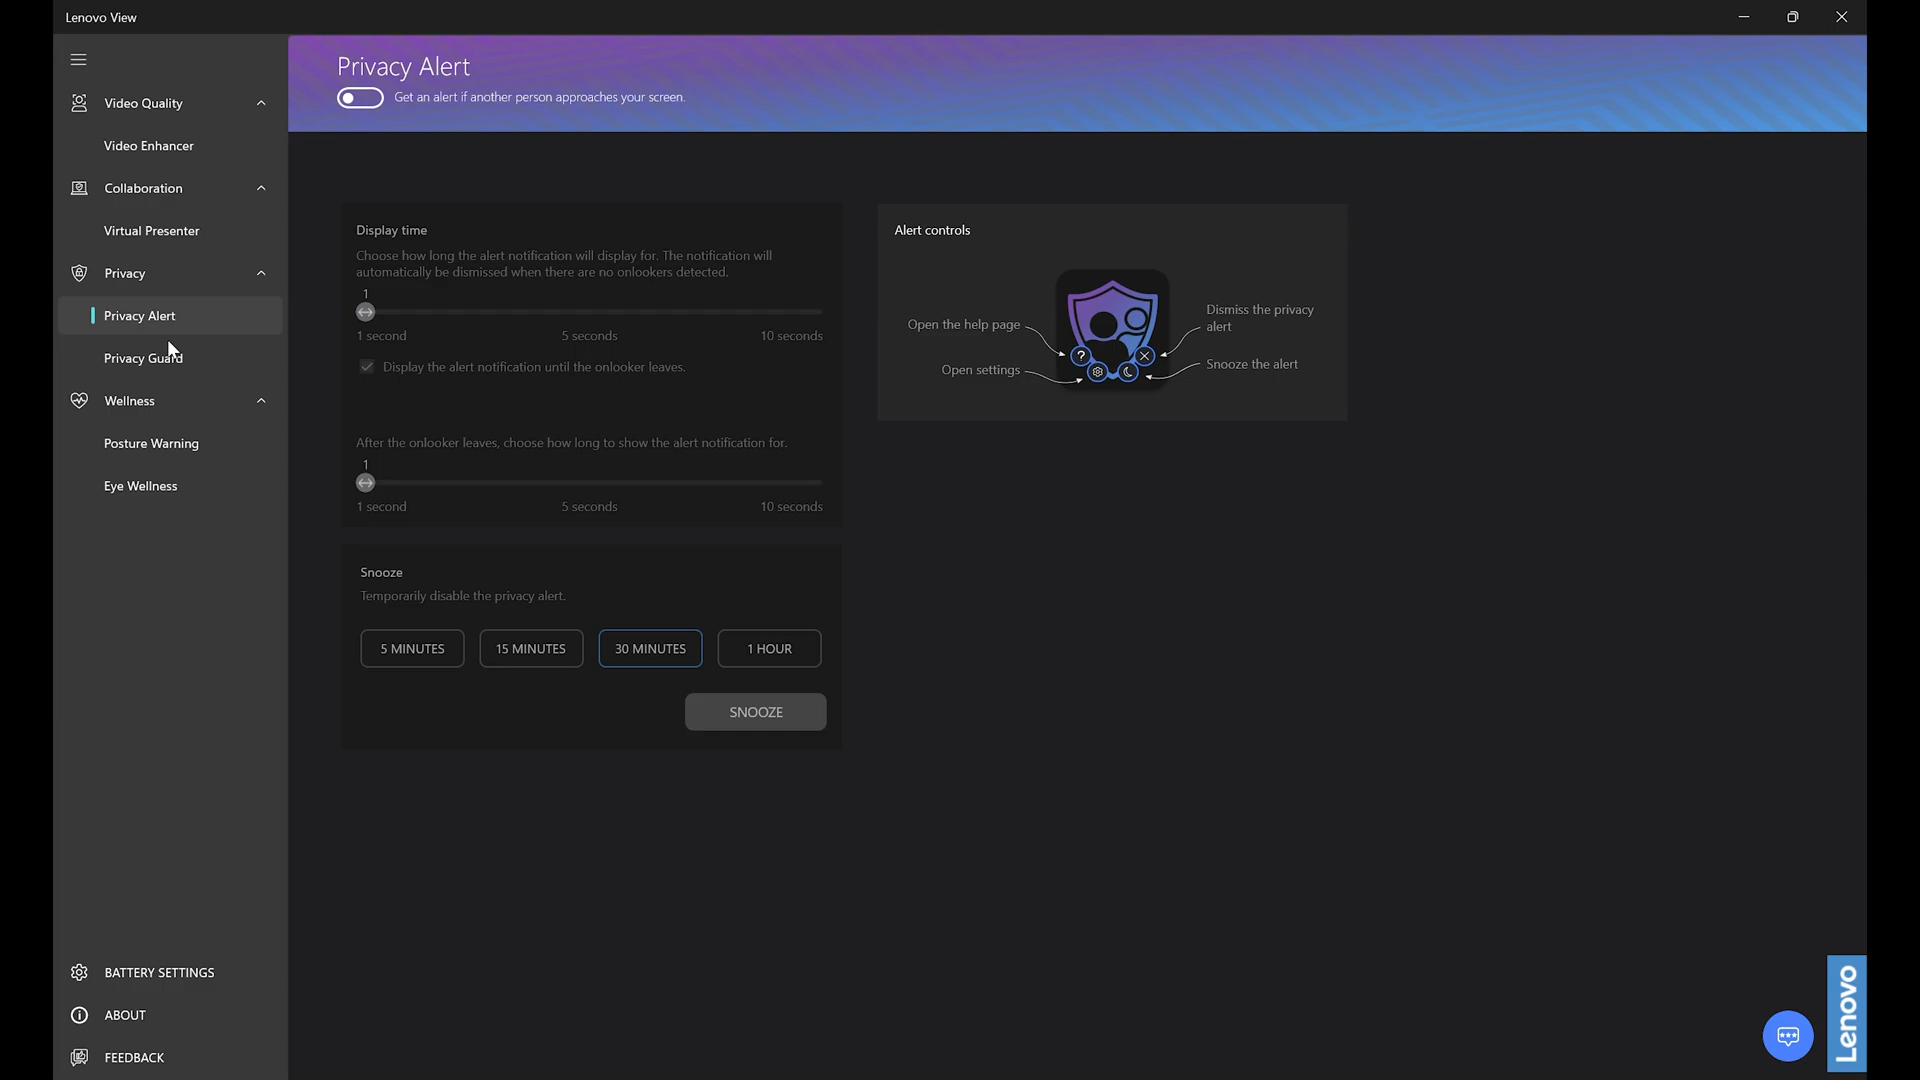 Lenovo View
Video Quality
Video Enhancer
Collaboration
Virtual Presenter
Privacy
Privacy Alert
Privacy Guard
Wellness
Posture Warning
Eye Wellness
BATTERY SETTINGS
ABOUT
FEEDBACK
Privacy Alert
Get an alert if another person approaches your screen.
Display time
Choose how long the alert notification will display for. The notification will
automatically be dismissed when there are no onlookers detected.
1
1 second 5 seconds 10 seconds
Display the alert notification until the onlooker leaves.
After the onlooker leaves, choose how long to show the alert notification for.
1
1 second 5 seconds 10 seconds
Snooze
Temporarily disable the privacy alert.
5 MINUTES 15 MINUTES 30 MINUTES 1 HOUR
SNOOZE
Alert controls
Open the help page
Open settings
?
Dismiss the privacy
alert
Snooze the alert
Lenovo